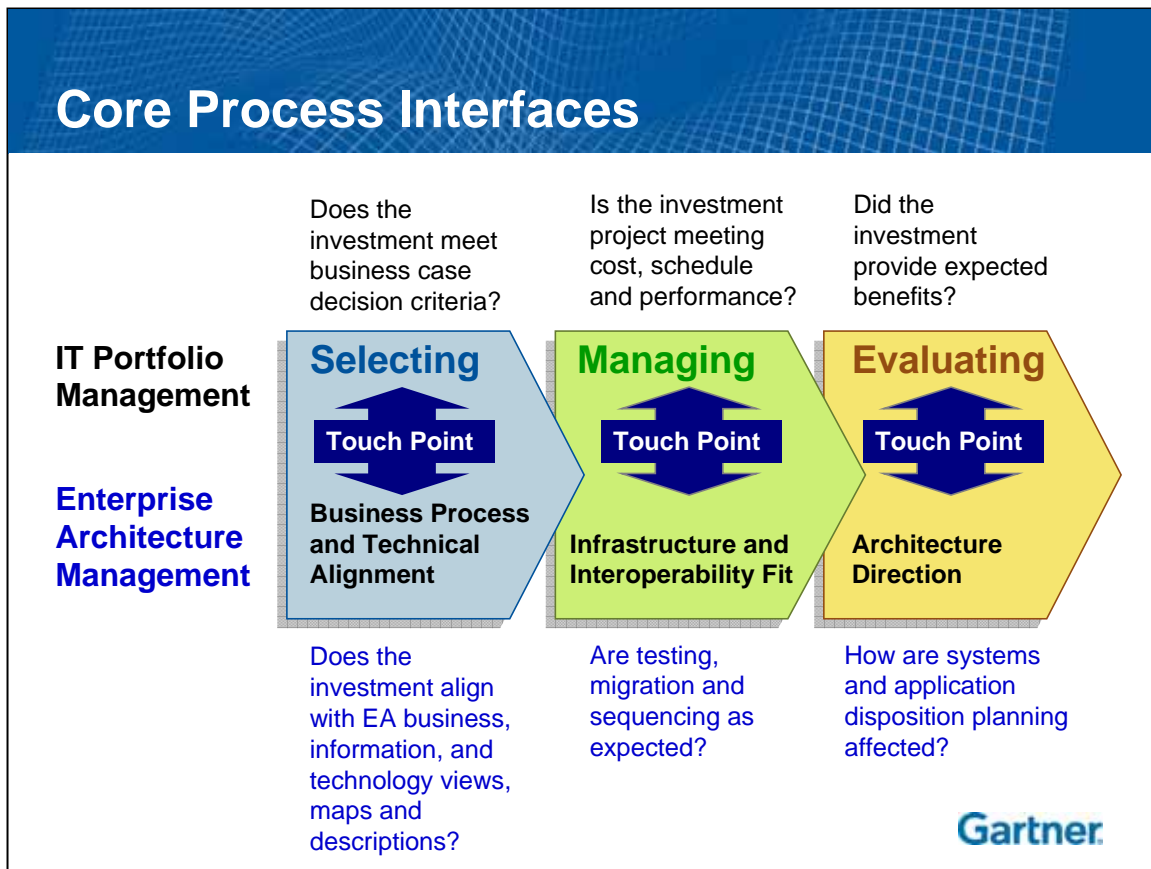 Core Process Interfaces
Does the
investment meet
business case
decision criteria?
Is the investment
project meeting
cost, schedule
and performance?
Did the
investment
provide expected
benefits?
IT Portfolio
Management
Selecting
Managing
Evaluating
Touch Point
Touch Point
Touch Point
Enterprise
Architecture
Management
Business Process
and Technical
Alignment
Infrastructure and
Interoperability Fit
Architecture
Direction
Does the
investment align
with EA business,
information, and
technology views,
maps and
descriptions?
Are testing,
migration and
sequencing as
expected?
How are systems
and application
disposition planning
affected?
Gartner.